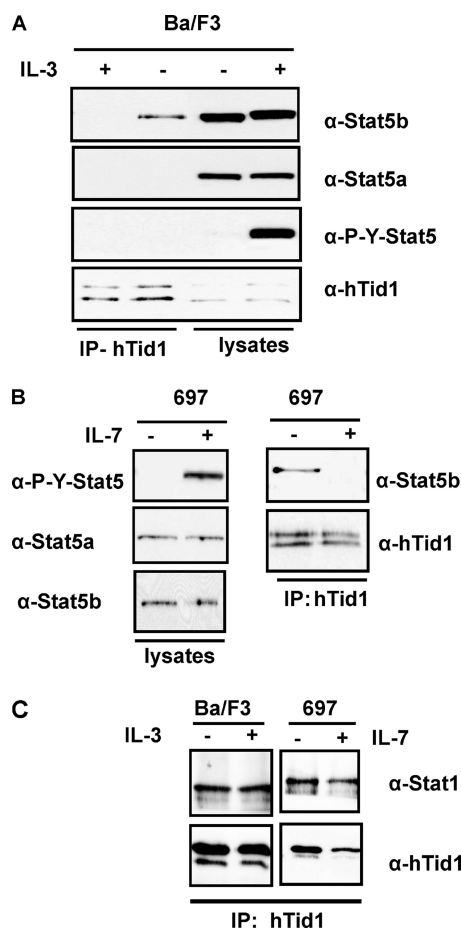 A
Ba/F3
IL-3 + - - +
α-Stat5b
α-Stat5a
α-P-Y-Stat5
α-hTid1
IP- hTid1 lysates
B
697 697
IL-7 - + - +
α-P-Y-Stat5 α-Stat5b
α-Stat5a α-hTid1
α-Stat5b IP: hTid1
lysates
C
Ba/F3 697
IL-3 - + - + IL-7
α-Stat1
α-hTid1
IP: hTid1